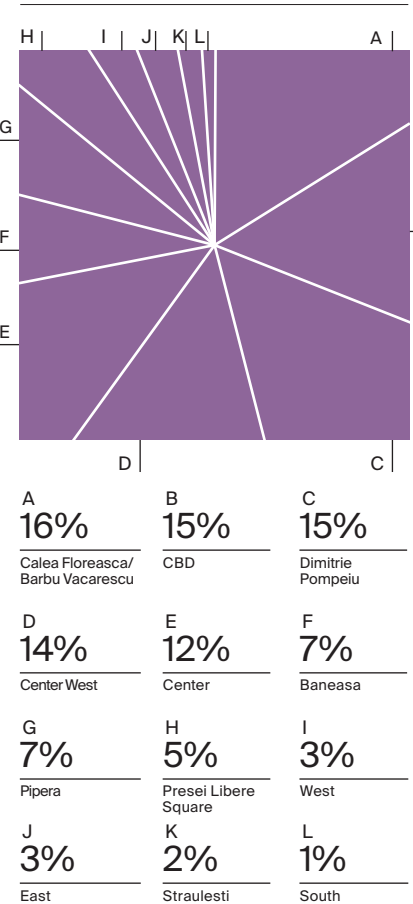 H I J K L A
G
F
E
D C
A B C
16% 15% 15%
Calea Floreasca/ CBD Dimitrie
Barbu Vacarescu Pompeiu
D E F
14% 12% 7%
Center West Center Baneasa
G H I
7% 5% 3%
Pipera Presei Libere West
Square
J K L
3% 2% 1%
East Straulesti South